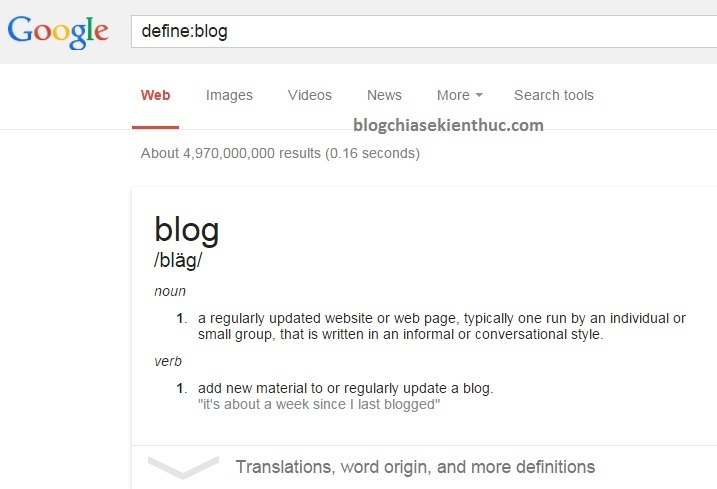 Google
define:blog
Web Images Videos News More Search tools
blogchiasekienthuc.com
About 4,970,000,000 results (0.16 seconds)
blog
/bläg/
noun
1. a regularly updated website or web page, typically one run by an individual or
small group, that is written in an informal or conversational style.
verb
1. add new material to or regularly update a blog.
"it's about a week since I last blogged"
Translations, word origin, and more definitions